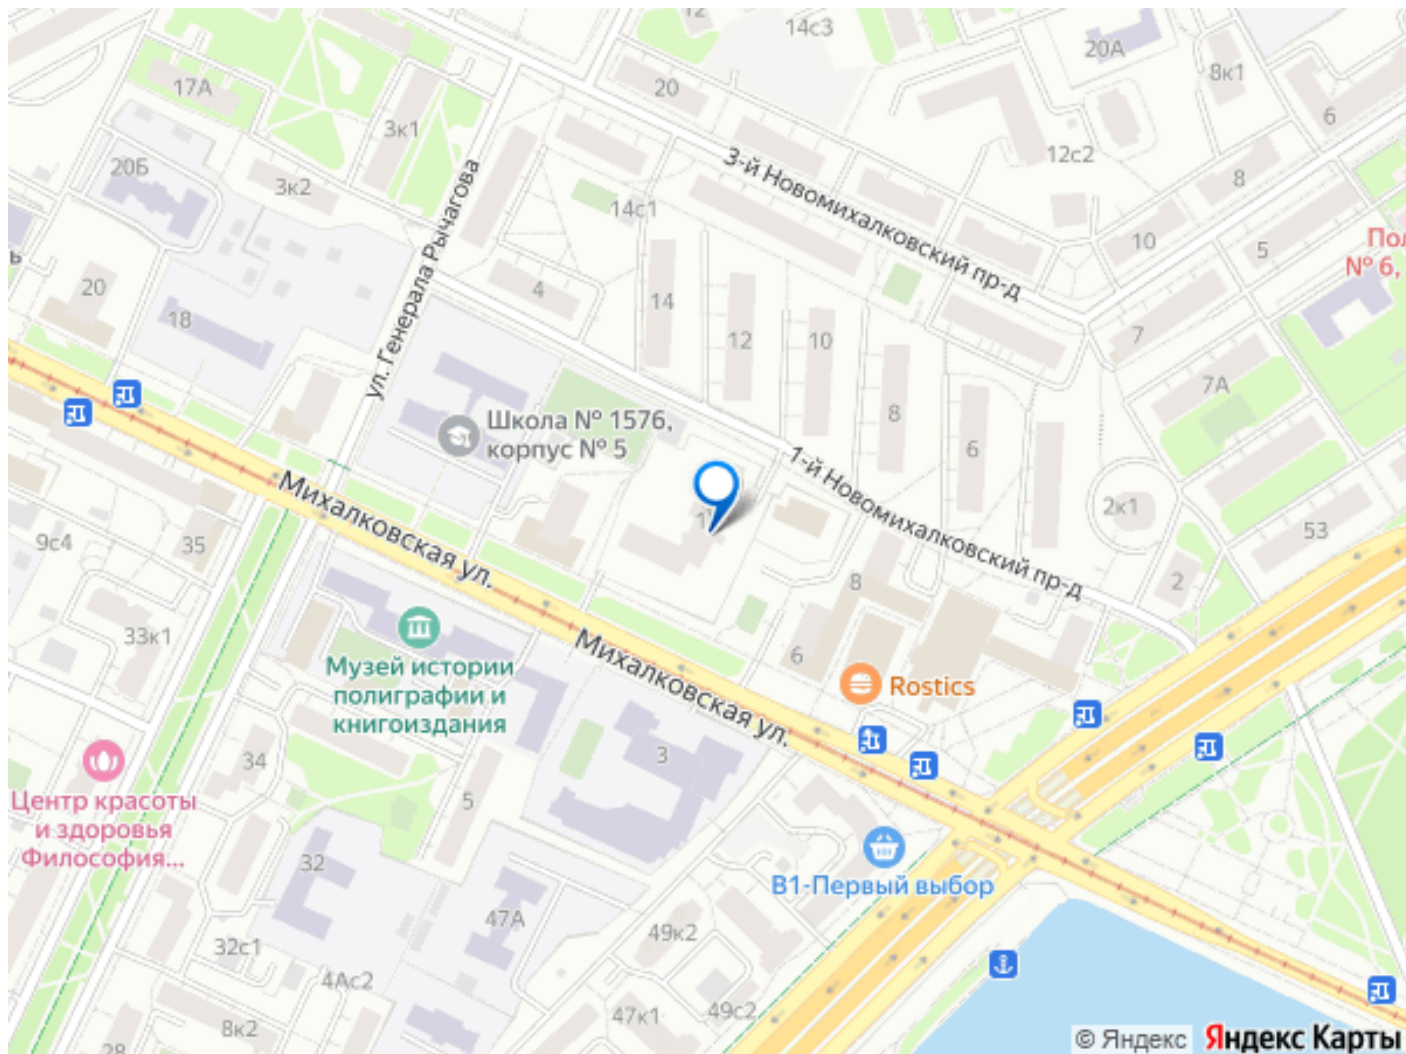 12
14с3
20А
8к1
17А
20
6
3к1
12с2
20Б
3-й Новомихалковский пр-д
8
3к2
ул. Генерала Рычагова
14с1
10
5
По
№ 6,
ь
20
4
14
18
12
10
7
7А
Школа № 1576,
корпус № 5
8
6
1-й Новомихалковский пр-д
Михалковская ул.
2к1
53
9с4
35
8
2
33к1
Музей истории
полиграфии и
книгоиздания
Михалковская ул.
6
Rostics
34
3
5
Центр красоты
и здоровья
Философия...
32
В1-Первый выбор
47А
49к2
32с1
4Ас2
47к1
49с2
8к2
28
© Яндекс Яндекс Карты